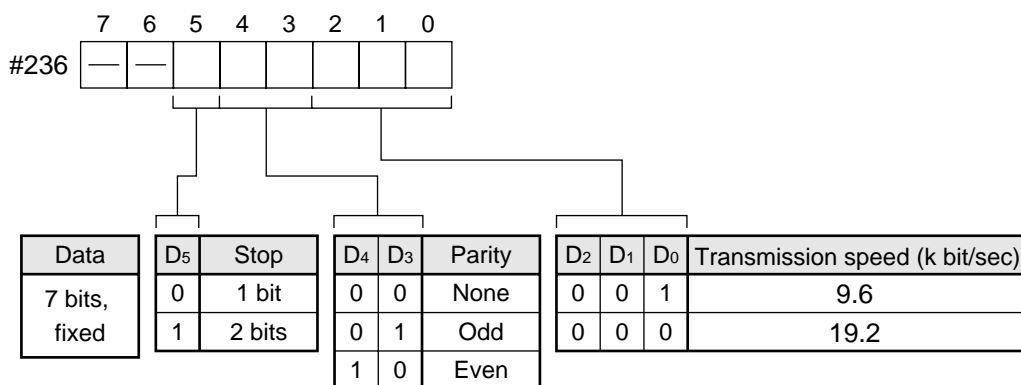 7 6 5 4 3 2 1 0
#236 — —
Data
7 bits,
fixed
D5 Stop
0 1 bit
1 2 bits
D4 D3 Parity
0 0 None
0 1 Odd
1 0 Even
D2 D1 D0 Transmission speed (k bit/sec)
0 0 1 9.6
0 0 0 19.2